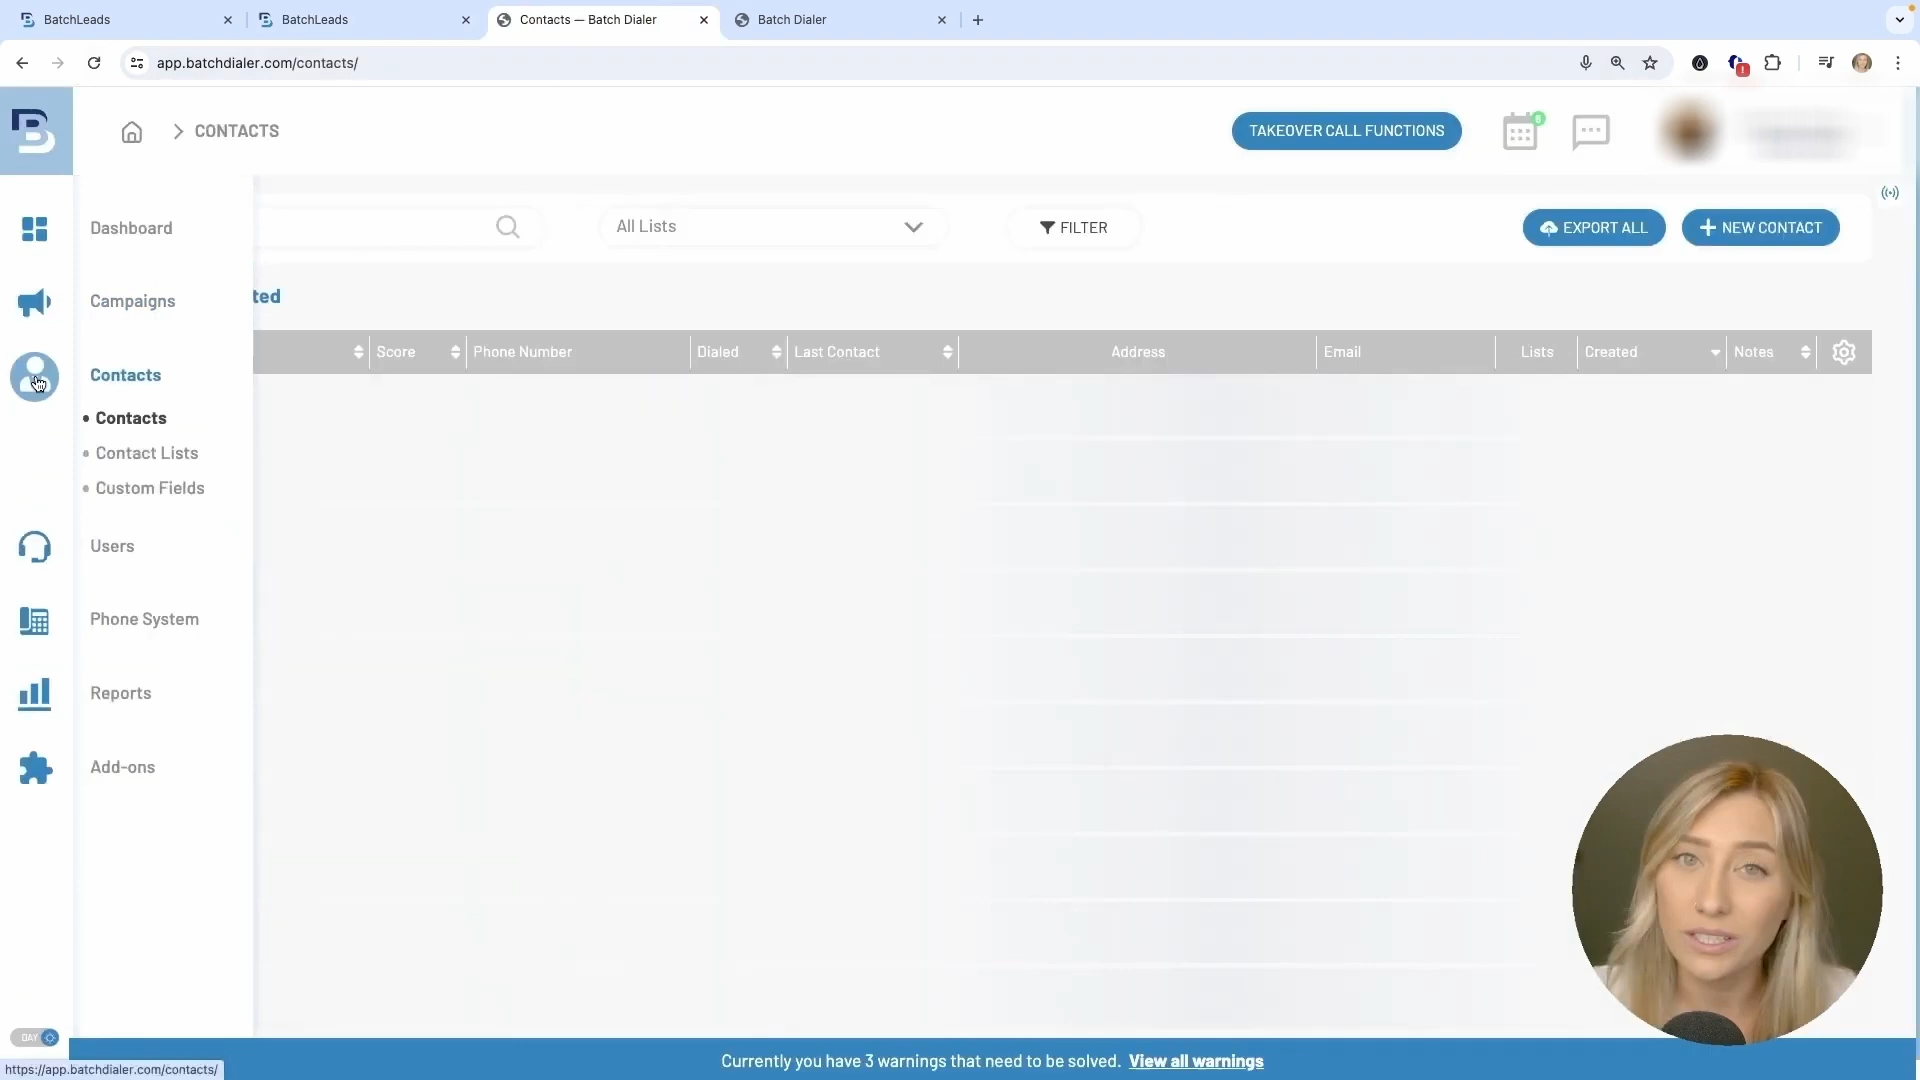 BatchLeads
BatchLeads
Contacts — Batch Dialer
Batch Dialer
app.batchdialer.com/contacts/
CONTACTS
TAKEOVER CALL FUNCTIONS
Dashboard
All Lists
FILTER
EXPORT ALL
NEW CONTACT
Campaigns
ted
Score
Phone Number
Dialed
Last Contact
Address
Email
Lists
Created
Notes
Contacts
Contacts
Contact Lists
Custom Fields
Users
Phone System
Reports
Add-ons
DAY
Currently you have 3 warnings that need to be solved. View all warnings
https://app.batchdialer.com/contacts/